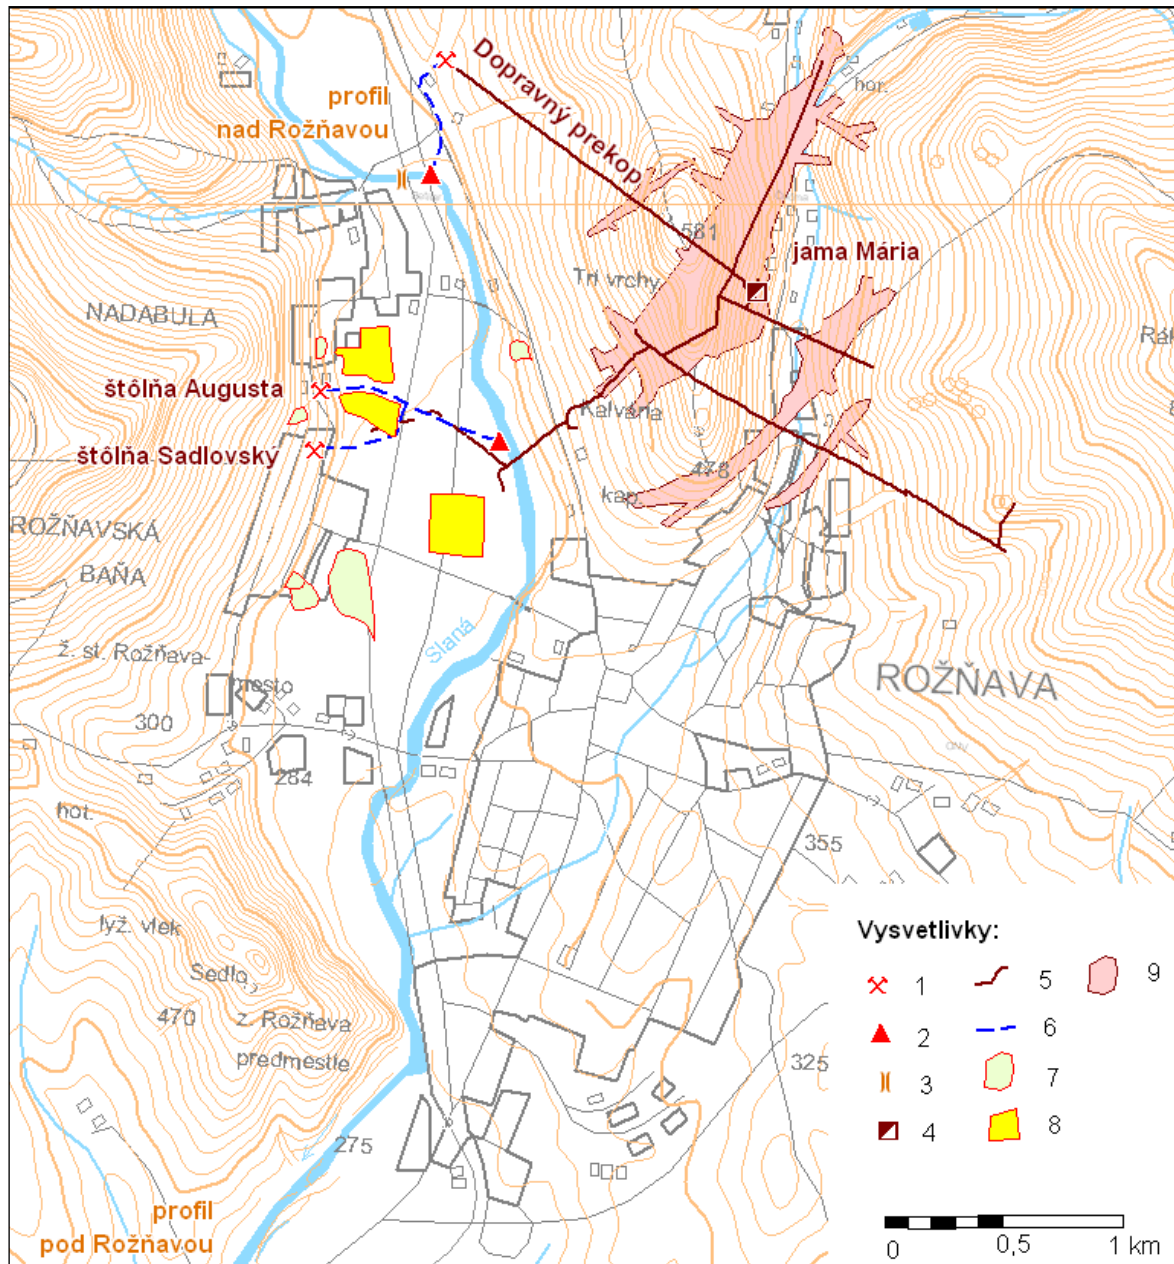 Dopravný prekop
profil
nad Rožňavou
hor.
581
jama Mária
Tri vrchy
NADABULA
Rák
štôlňa Augusta
Kalvária
štôlňa Sadlovský
478
kap.
ROŽŇAVSKÁ
BAŇA
Slaná
ž. st. Rožňava-
mesto
ROŽŇAVA
300
284
hot.
355
lyž. vlek
Sedlo
470
z. Rožňava
predmestie
325
275
profil
pod Rožňavou
Vysvetlivky:
1 5 9
2 6
3 7
4 8
0 0,5 1 km